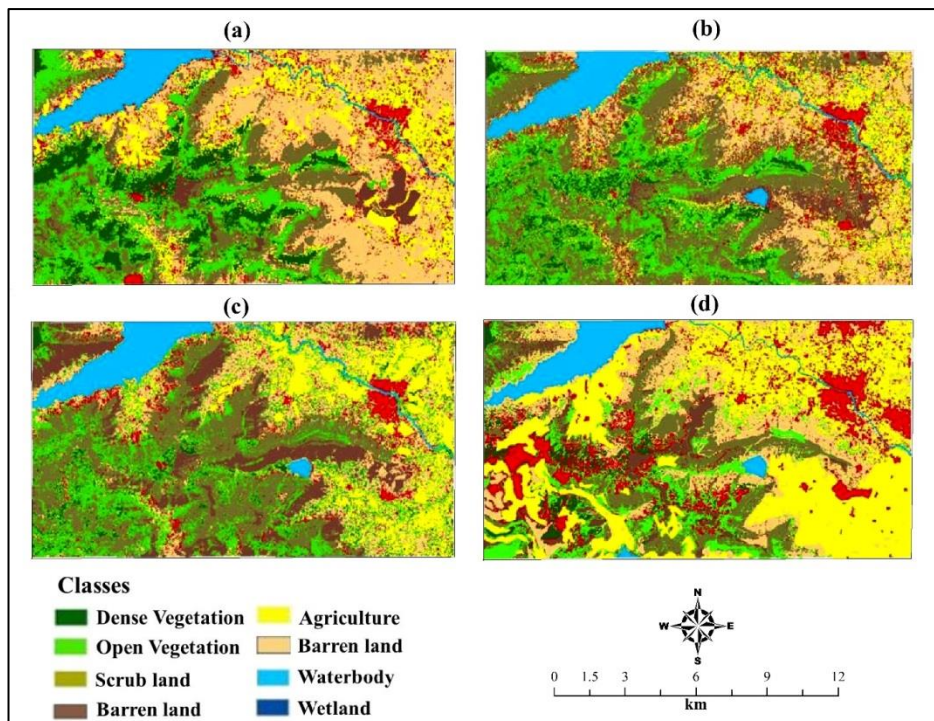 (a)
(b)
(c)
(d)
Classes
Dense Vegetation
Agriculture
Open Vegetation
Barren land
Scrub land
Waterbody
Barren land
Wetland
N
W E
S
0 1.5 3 6 9 12
km